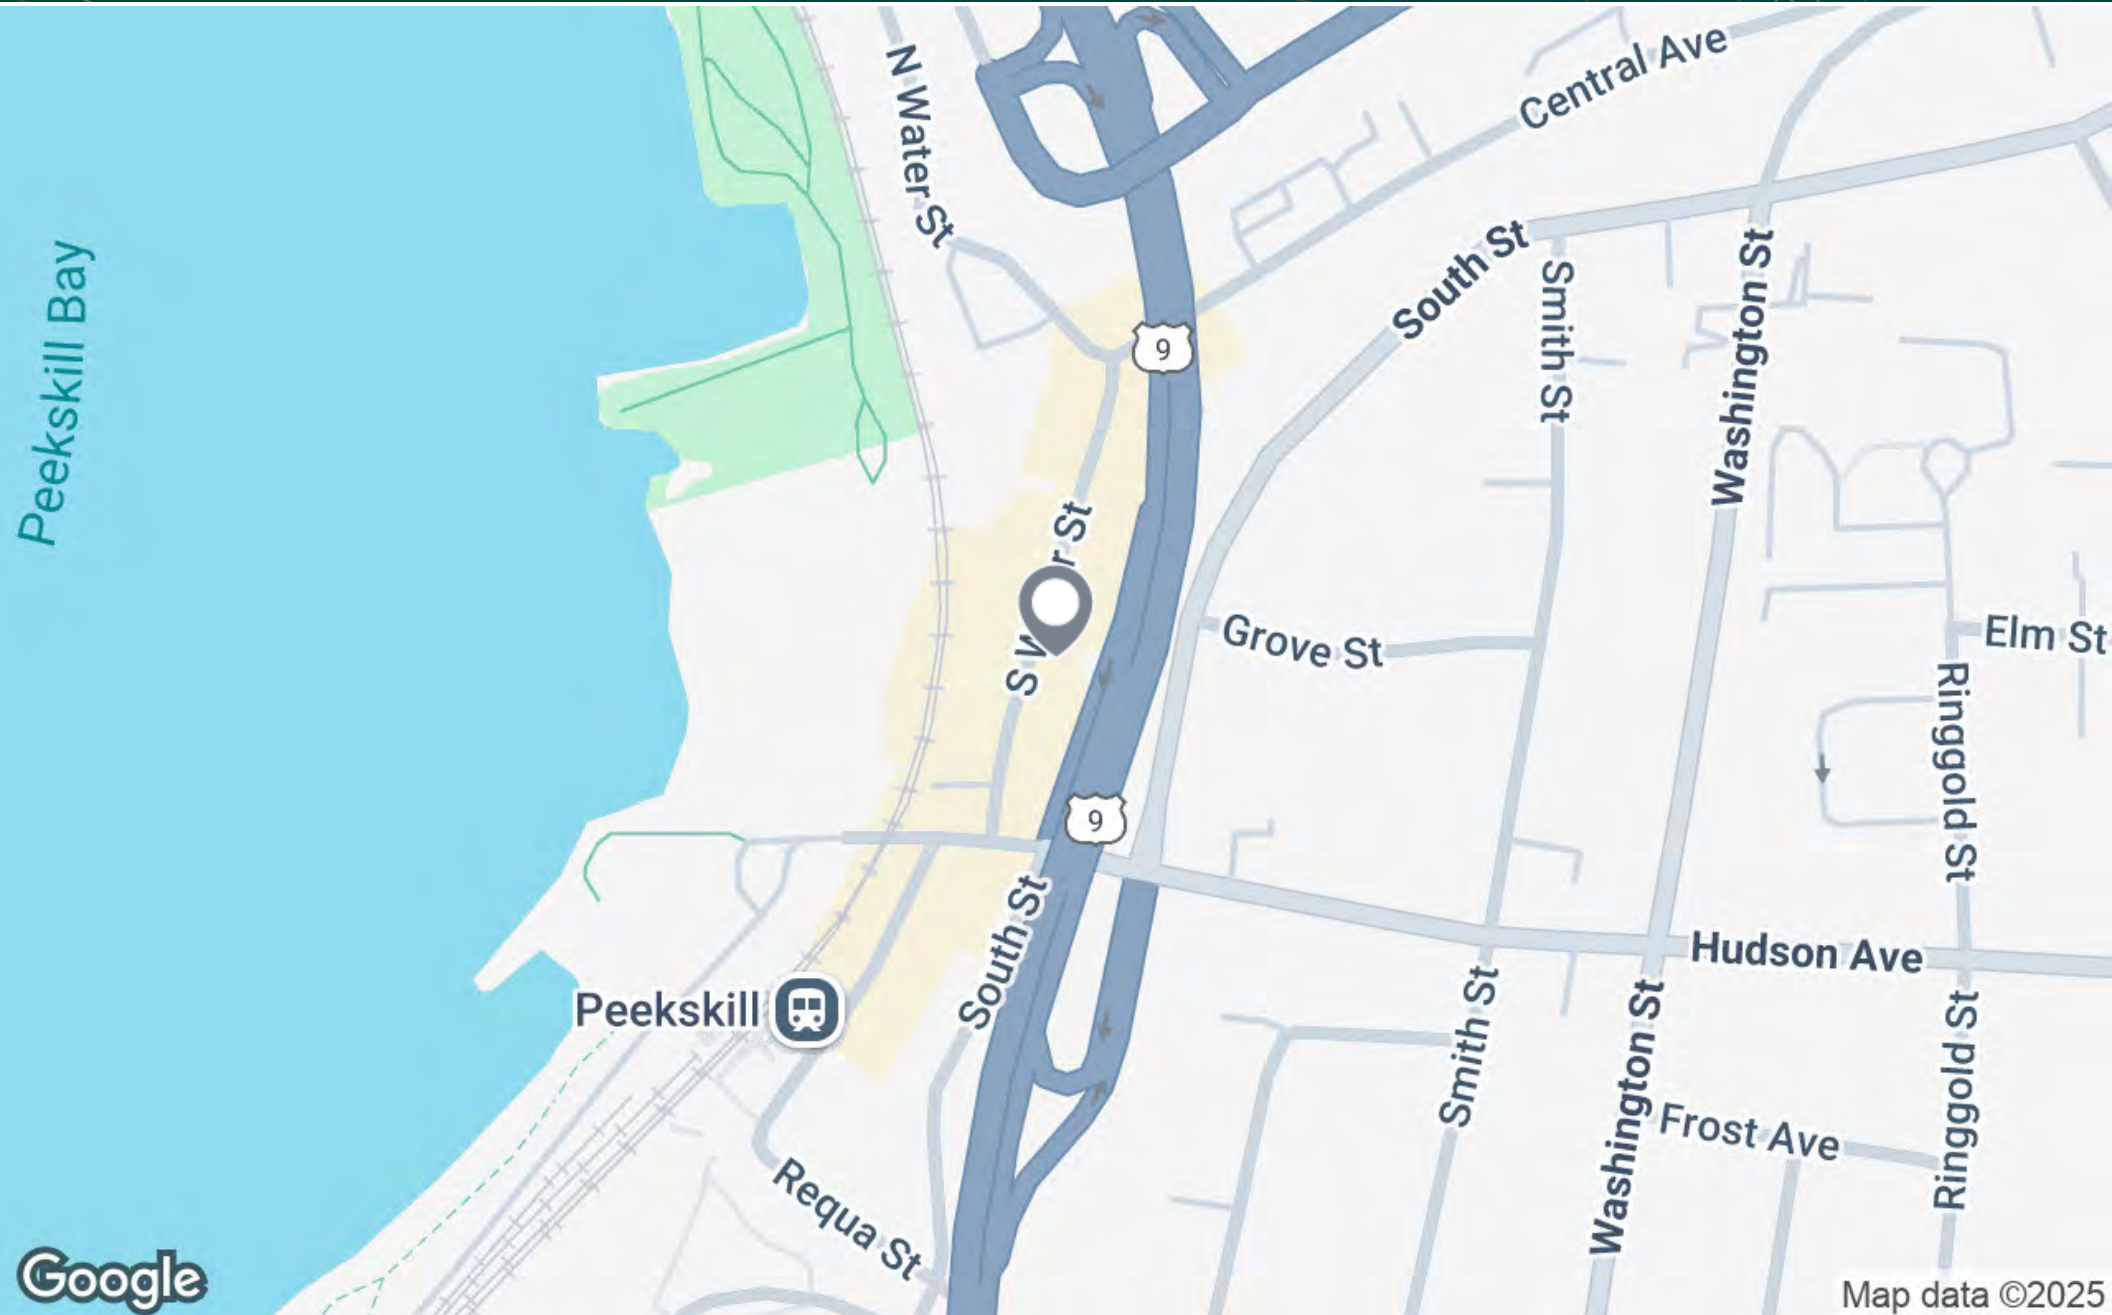 N Water St
Central Ave
Peekskill Bay
South St
Smith St
Washington St
9
S W r St
Grove St
Elm St
Ringgold St
9
South St
Hudson Ave
Peekskill
Smith St
Washington St
Ringgold St
Frost Ave
Requa St
Google
Map data ©2025